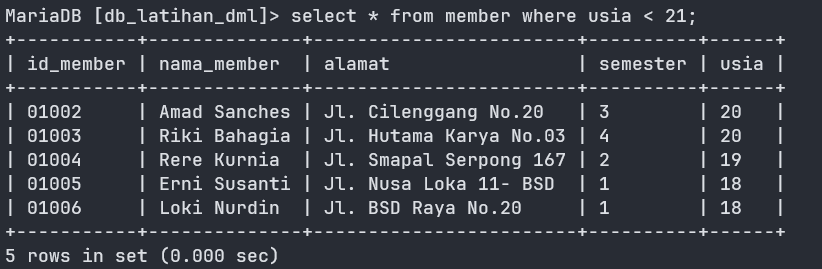 MariaDB [db_latihan_dml]> select * from member where usia < 21;
+-----------+--------------+------------------------+----------+------+
| id_member | nama_member | alamat | semester | usia |
+-----------+--------------+------------------------+----------+------+
| 01002 | Amad Sanches | Jl. Cilenggang No.20 | 3 | 20 |
| 01003 | Riki Bahagia | Jl. Hutama Karya No.03 | 4 | 20 |
| 01004 | Rere Kurnia | Jl. Smapal Serpong 167 | 2 | 19 |
| 01005 | Erni Susanti | Jl. Nusa Loka 11- BSD | 1 | 18 |
| 01006 | Loki Nurdin | Jl. BSD Raya No.20 | 1 | 18 |
+-----------+--------------+------------------------+----------+------+
5 rows in set (0.000 sec)